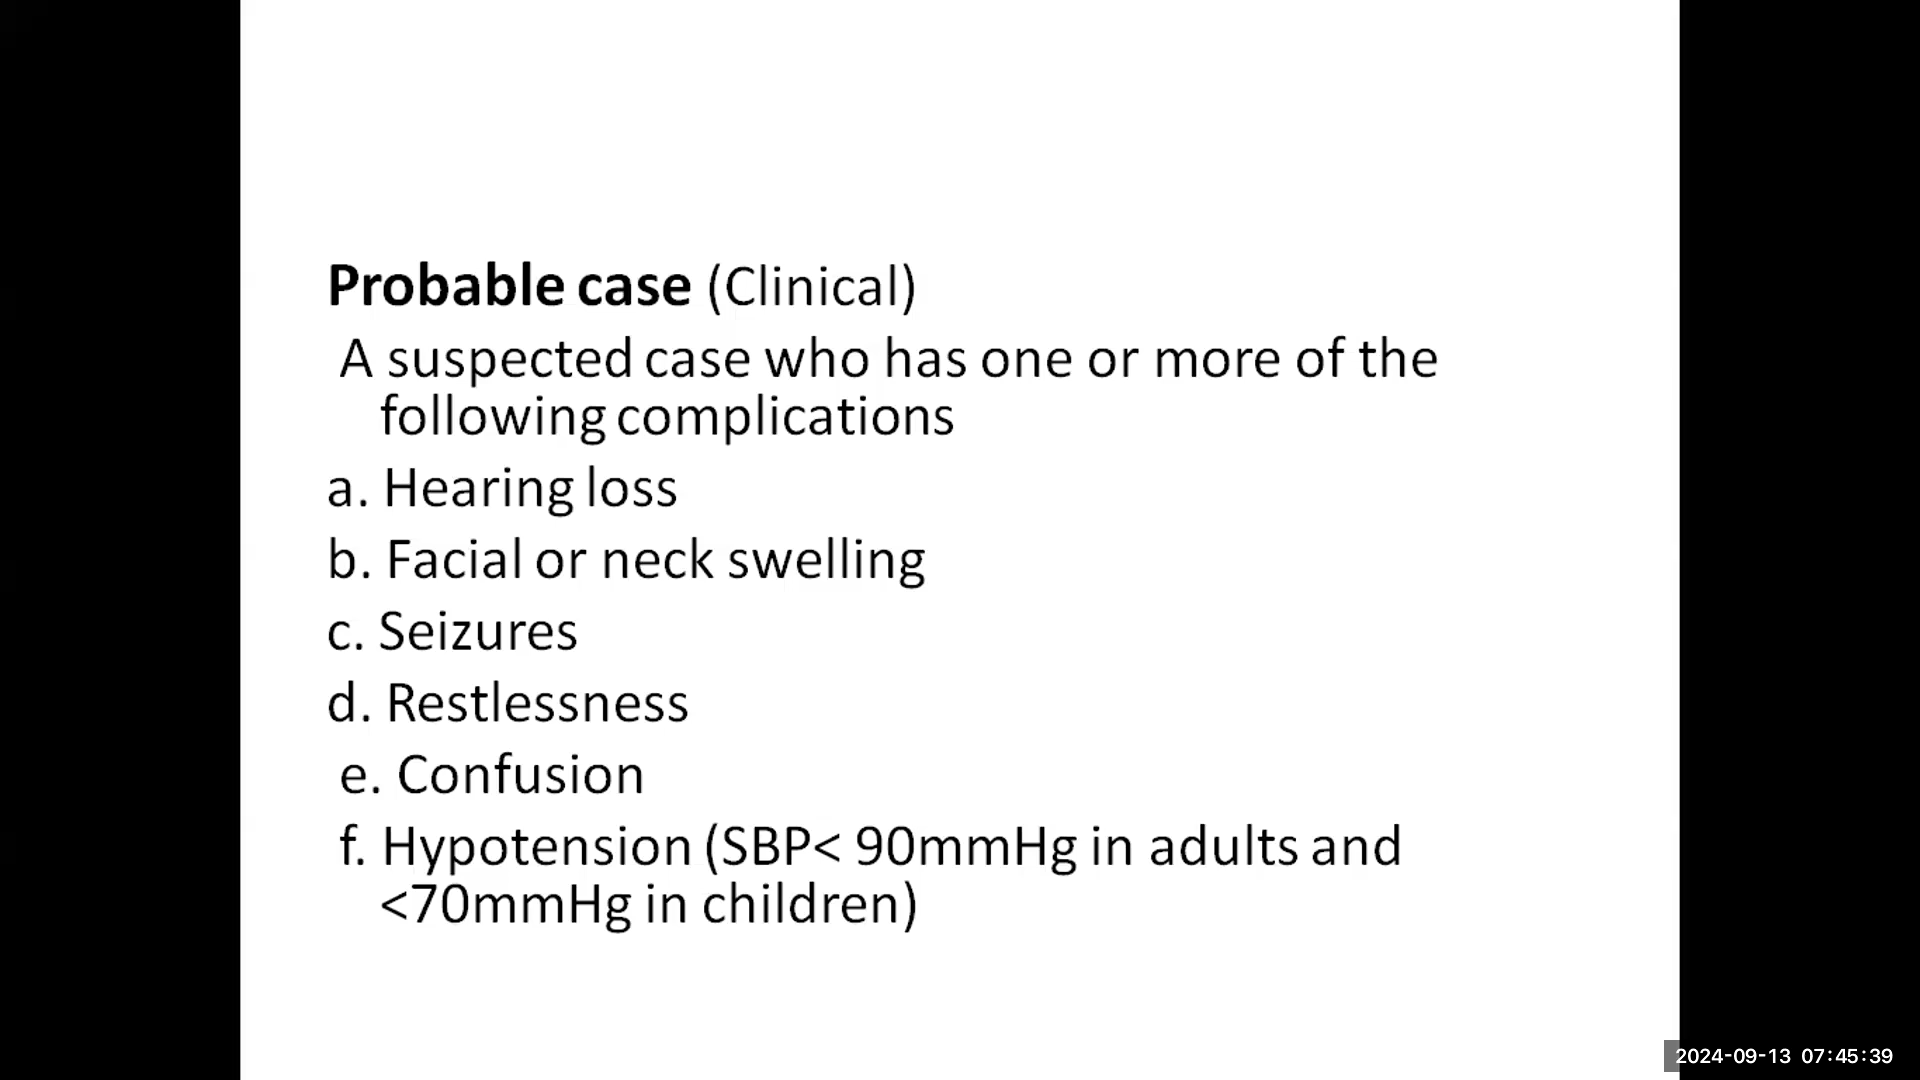 Probable case (Clinical)
A suspected case who has one or more of the
following complications
a. Hearing loss
b. Facial or neck swelling
c. Seizures
d. Restlessness
e. Confusion
f. Hypotension (SBP< 90mmHg in adults and
<70mmHg in children)
2024-09-13 07:45:39